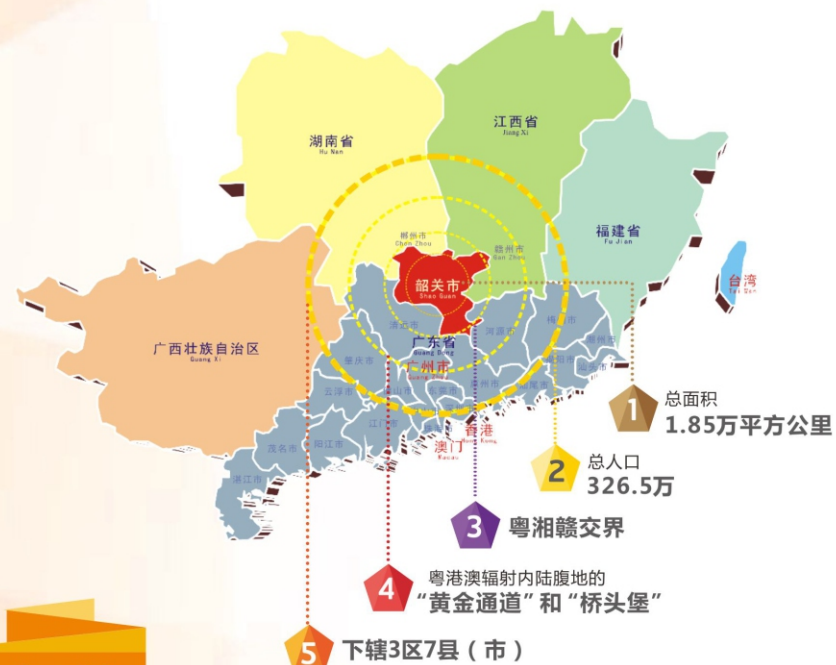 江西省
Jiang Xi
湖南省
Hu Nan
福建省
Fu Jian
郴州市
Chen Zhou
赣州市
Gan Zhou
台湾
韶关市
Shao Guan
清远市
河源市
广东省
Guang Dong
广西壮族自治区
Guang Xi
肇庆市
广州市
云浮市
江门市
香港
澳门
茂名市
阳江市
湛江市
1
总面积
1.85万平方公里
2
总人口
326.5万
3
粤湘赣交界
4
粤港澳辐射内陆腹地的
“黄金通道”和“桥头堡”
5
下辖3区7县（市）